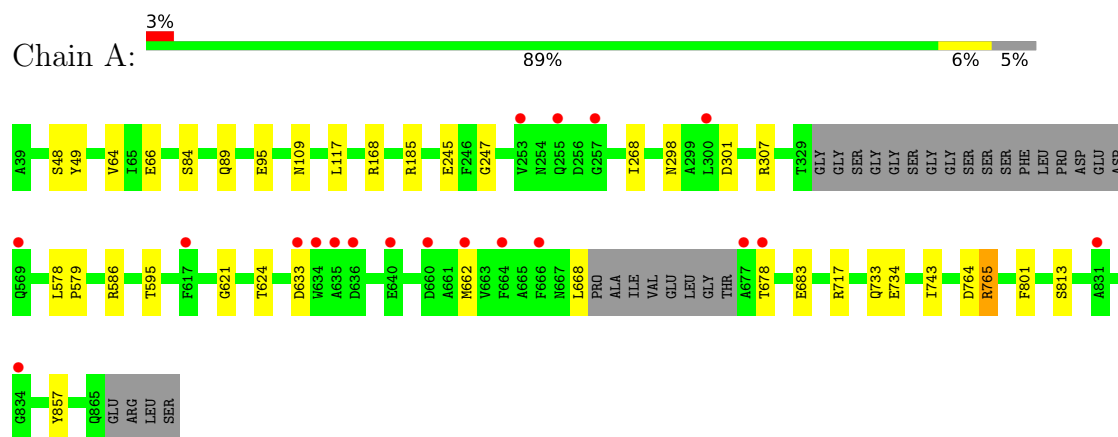 3%
Chain A:
89% 6% 5%
A39 S48 Y49 V64 I65 E66 S84 Q89 E95 N109 L117 R168 R185 E245 F246 G247 V253 N254 Q255 D256 G257 I268 N298 A299 L300 D301 R307 T329 GLY GLY SER GLY GLY SER GLY GLY SER SER SER PHE LEU PRO ASP GLU ASP
Q569 L578 P579 R586 T595 F617 G621 T624 D633 W634 A635 D636 E640 D660 A661 M662 V663 F664 A665 F666 N667 L668 PRO ALA ILE VAL GLU LEU GLY THR A677 T678 E683 R717 Q733 E734 I743 D764 R765 F801 S813 A831
G834 Y857 Q865 GLU ARG LEU SER